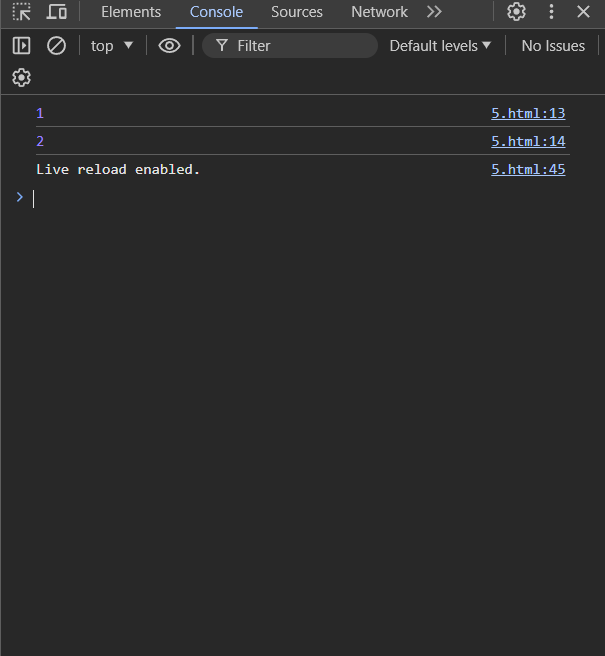 Elements Console Sources Network
top Filter Default levels No Issues
1 5.html:13
2 5.html:14
Live reload enabled. 5.html:45